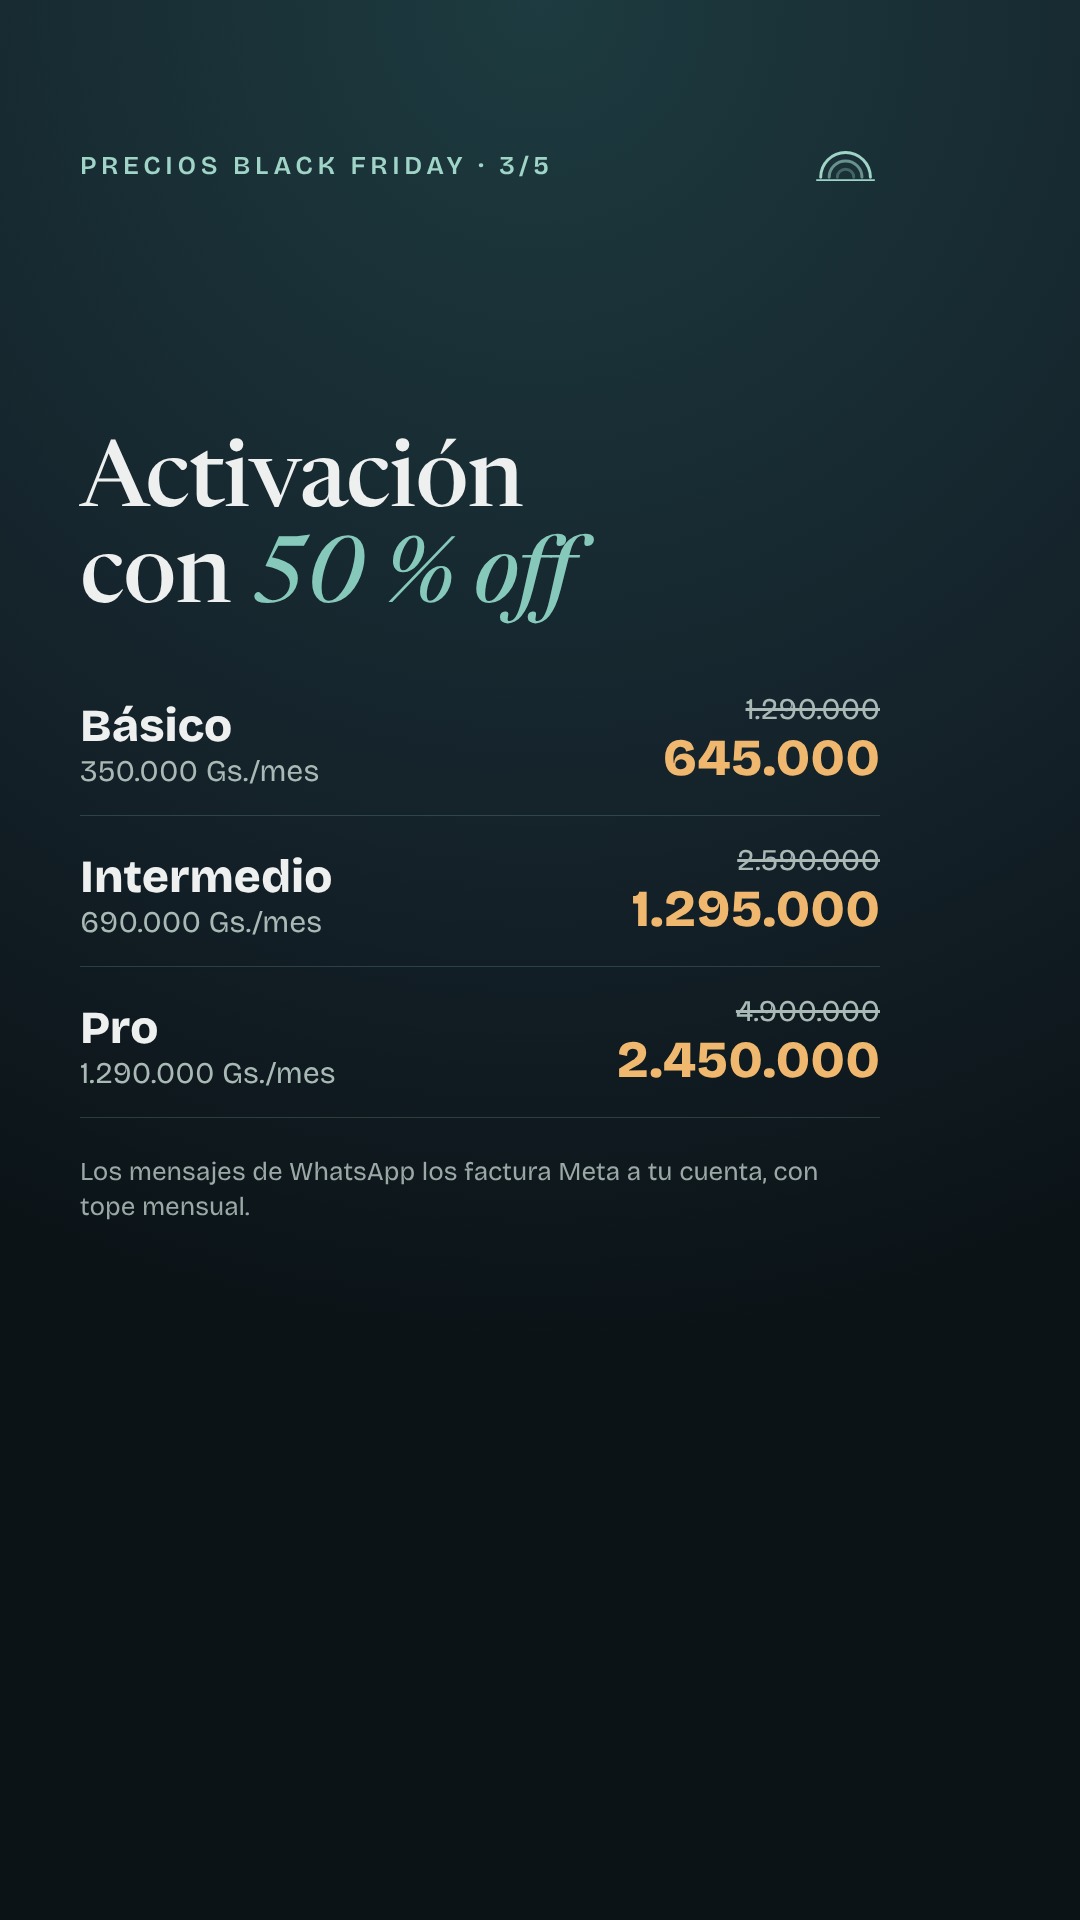 PRECIOS BLACK FRIDAY · 3/5
Activación
con 50 % off
Básico
350.000 Gs./mes
1.290.000
645.000
Intermedio
690.000 Gs./mes
2.590.000
1.295.000
Pro
1.290.000 Gs./mes
4.900.000
2.450.000
Los mensajes de WhatsApp los factura Meta a tu cuenta, con
tope mensual.